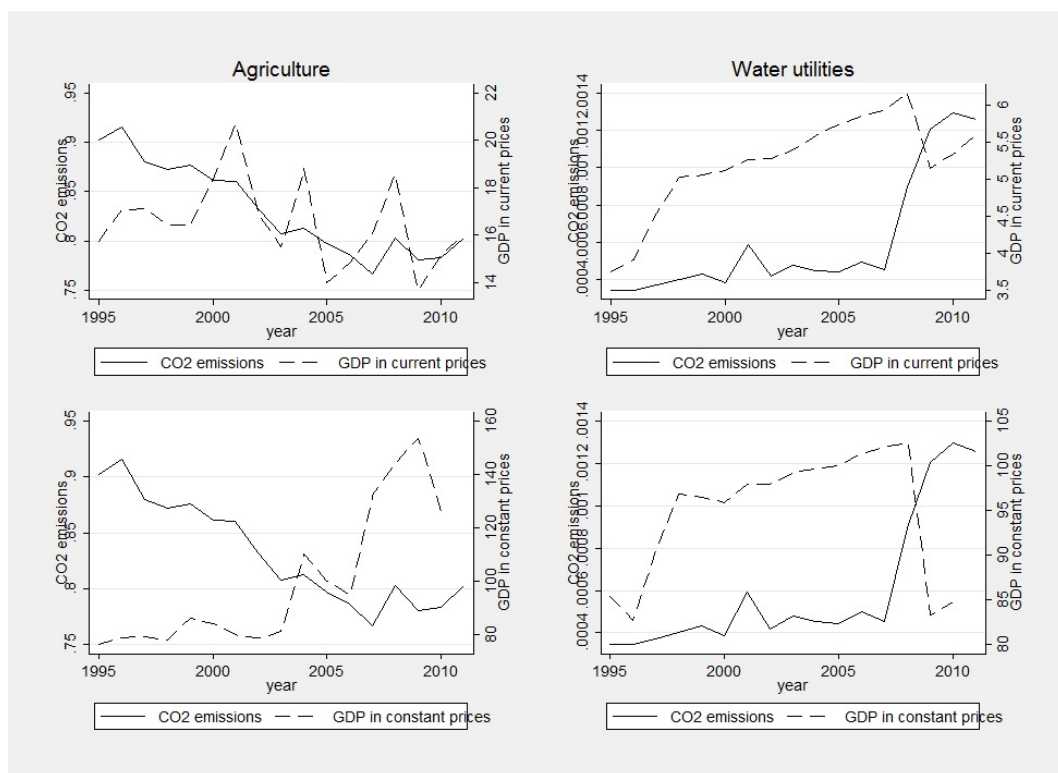 Agriculture
CO2 emissions
.75 .8 .85 .9 .95
14 16 18 20 22
GDP in current prices
1995 2000 2005 2010
year
CO2 emissions GDP in current prices
Water utilities
CO2 emissions
.0004 .0006 .0008 .001 .0012 .0014
3.5 4 4.5 5 5.5 6
GDP in current prices
1995 2000 2005 2010
year
CO2 emissions GDP in current prices
CO2 emissions
.75 .8 .85 .9 .95
80 100 120 140 160
GDP in constant prices
1995 2000 2005 2010
year
CO2 emissions GDP in constant prices
CO2 emissions
.0004 .0006 .0008 .001 .0012 .0014
80 85 90 95 100 105
GDP in constant prices
1995 2000 2005 2010
year
CO2 emissions GDP in constant prices